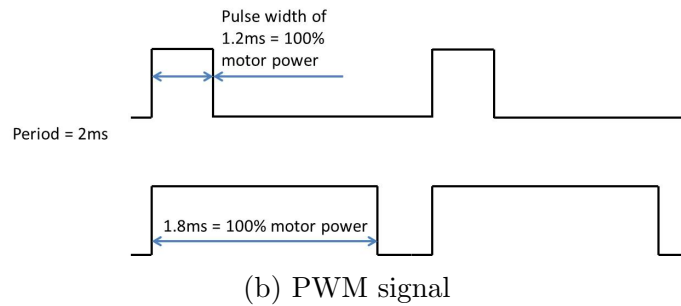 Pulse width of
1.2ms = 100%
motor power
Period = 2ms
1.8ms = 100% motor power
(b) PWM signal